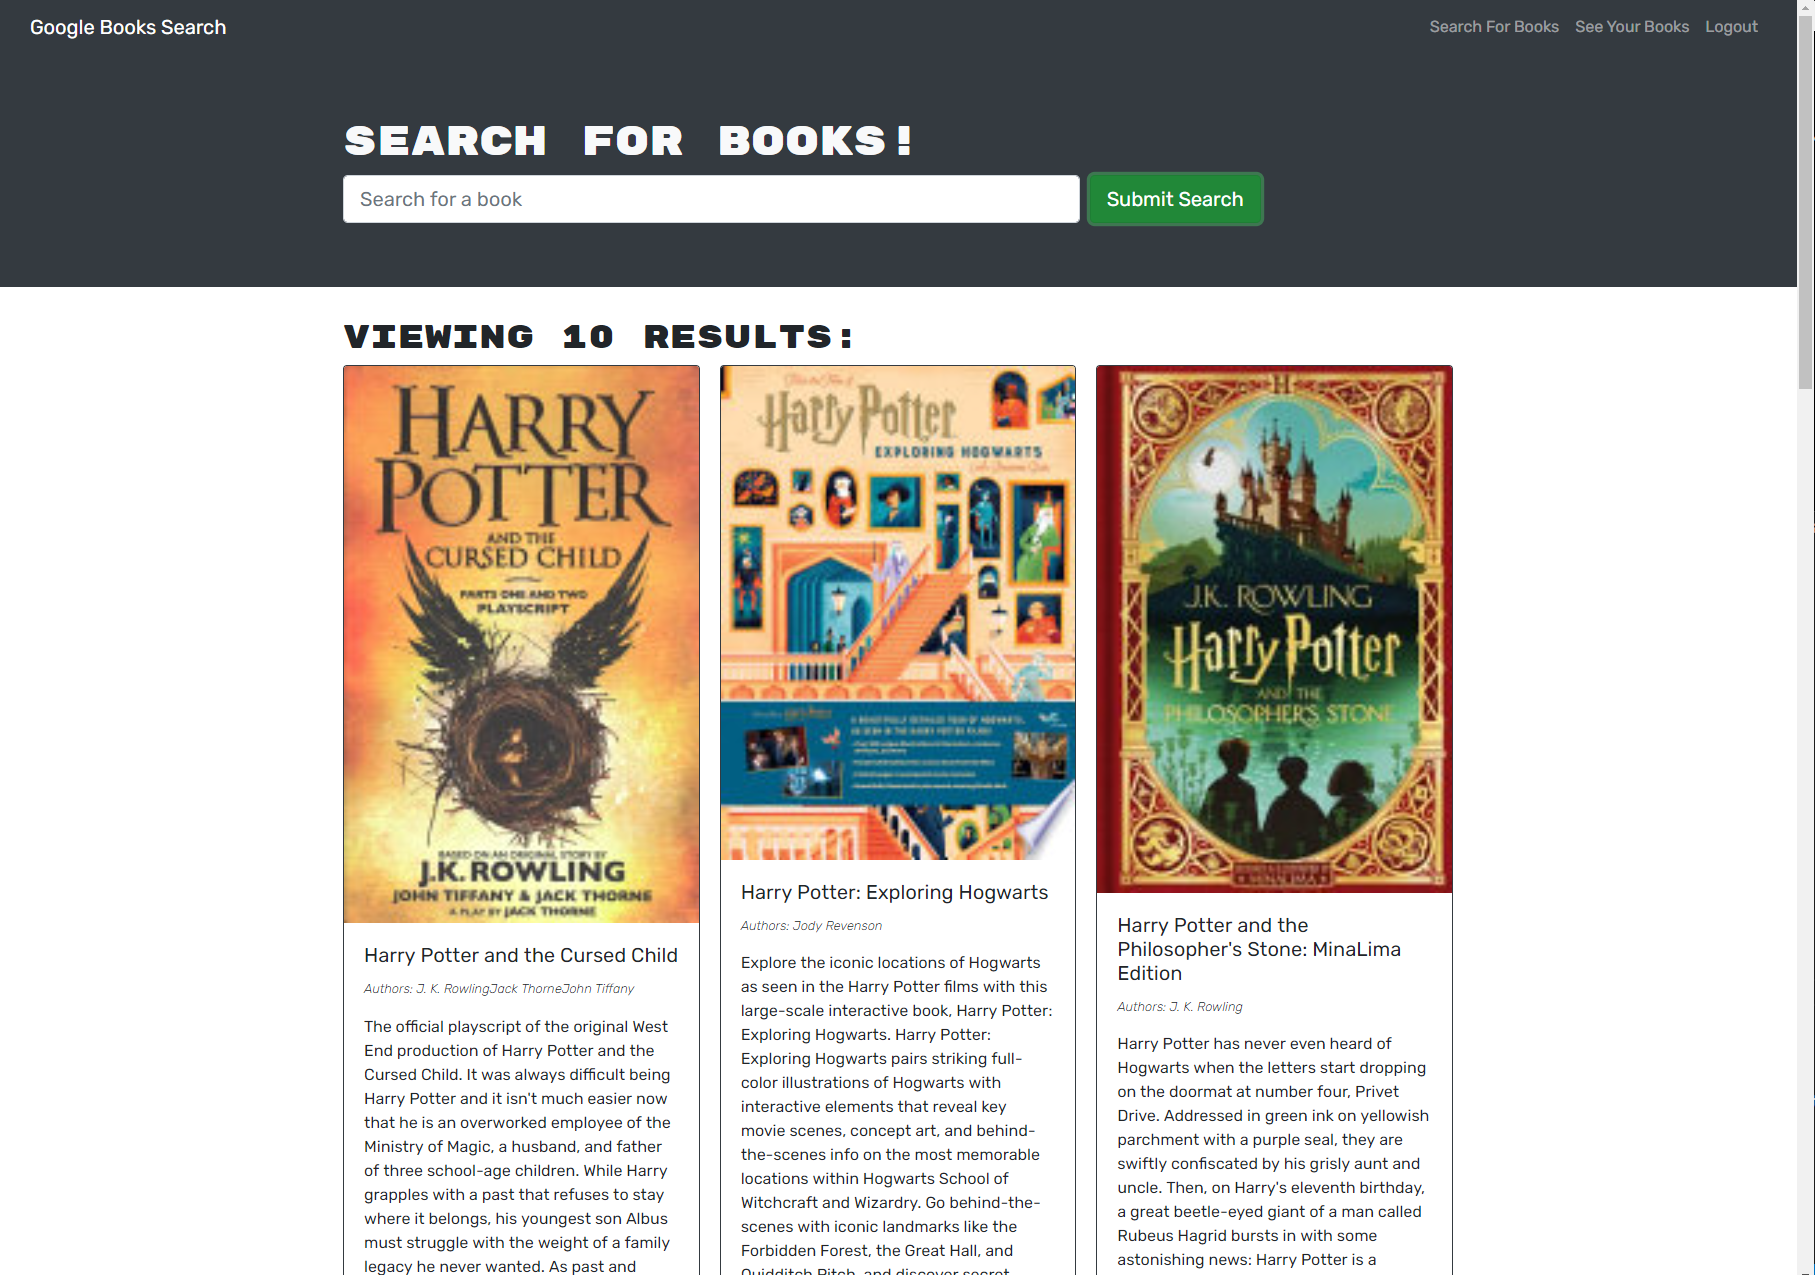 Google Books Search
Search For Books
See Your Books
Logout
SEARCH FOR BOOKS!
Search for a book
Submit Search
VIEWING 10 RESULTS:
HARRY
POTTER
AND THE
CURSED CHILD
PARTS ONE AND TWO
PLAYSCRIPT
BASED ON AN ORIGINAL STORY BY
J.K. ROWLING
JOHN TIFFANY & JACK THORNE
A PLAY BY JACK THORNE
Harry Potter and the Cursed Child
Authors: J. K. RowlingJack ThorneJohn Tiffany
The official playscript of the original West
End production of Harry Potter and the
Cursed Child. It was always difficult being
Harry Potter and it isn't much easier now
that he is an overworked employee of the
Ministry of Magic, a husband, and father
of three school-age children. While Harry
grapples with a past that refuses to stay
where it belongs, his youngest son Albus
must struggle with the weight of a family
legacy he never wanted. As past and
Harry Potter
EXPLORING HOGWARTS
Harry Potter: Exploring Hogwarts
Authors: Jody Revenson
Explore the iconic locations of Hogwarts
as seen in the Harry Potter films with this
large-scale interactive book, Harry Potter:
Exploring Hogwarts. Harry Potter:
Exploring Hogwarts pairs striking full-
color illustrations of Hogwarts with
interactive elements that reveal key
movie scenes, concept art, and behind-
the-scenes info on the most memorable
locations within Hogwarts School of
Witchcraft and Wizardry. Go behind-the-
scenes with iconic landmarks like the
Forbidden Forest, the Great Hall, and
Quidditch Pitch, and discover secret
J.K. ROWLING
Harry Potter
AND THE
PHILOSOPHER'S STONE
Harry Potter and the
Philosopher's Stone: MinaLima
Edition
Authors: J. K. Rowling
Harry Potter has never even heard of
Hogwarts when the letters start dropping
on the doormat at number four, Privet
Drive. Addressed in green ink on yellowish
parchment with a purple seal, they are
swiftly confiscated by his grisly aunt and
uncle. Then, on Harry's eleventh birthday,
a great beetle-eyed giant of a man called
Rubeus Hagrid bursts in with some
astonishing news: Harry Potter is a